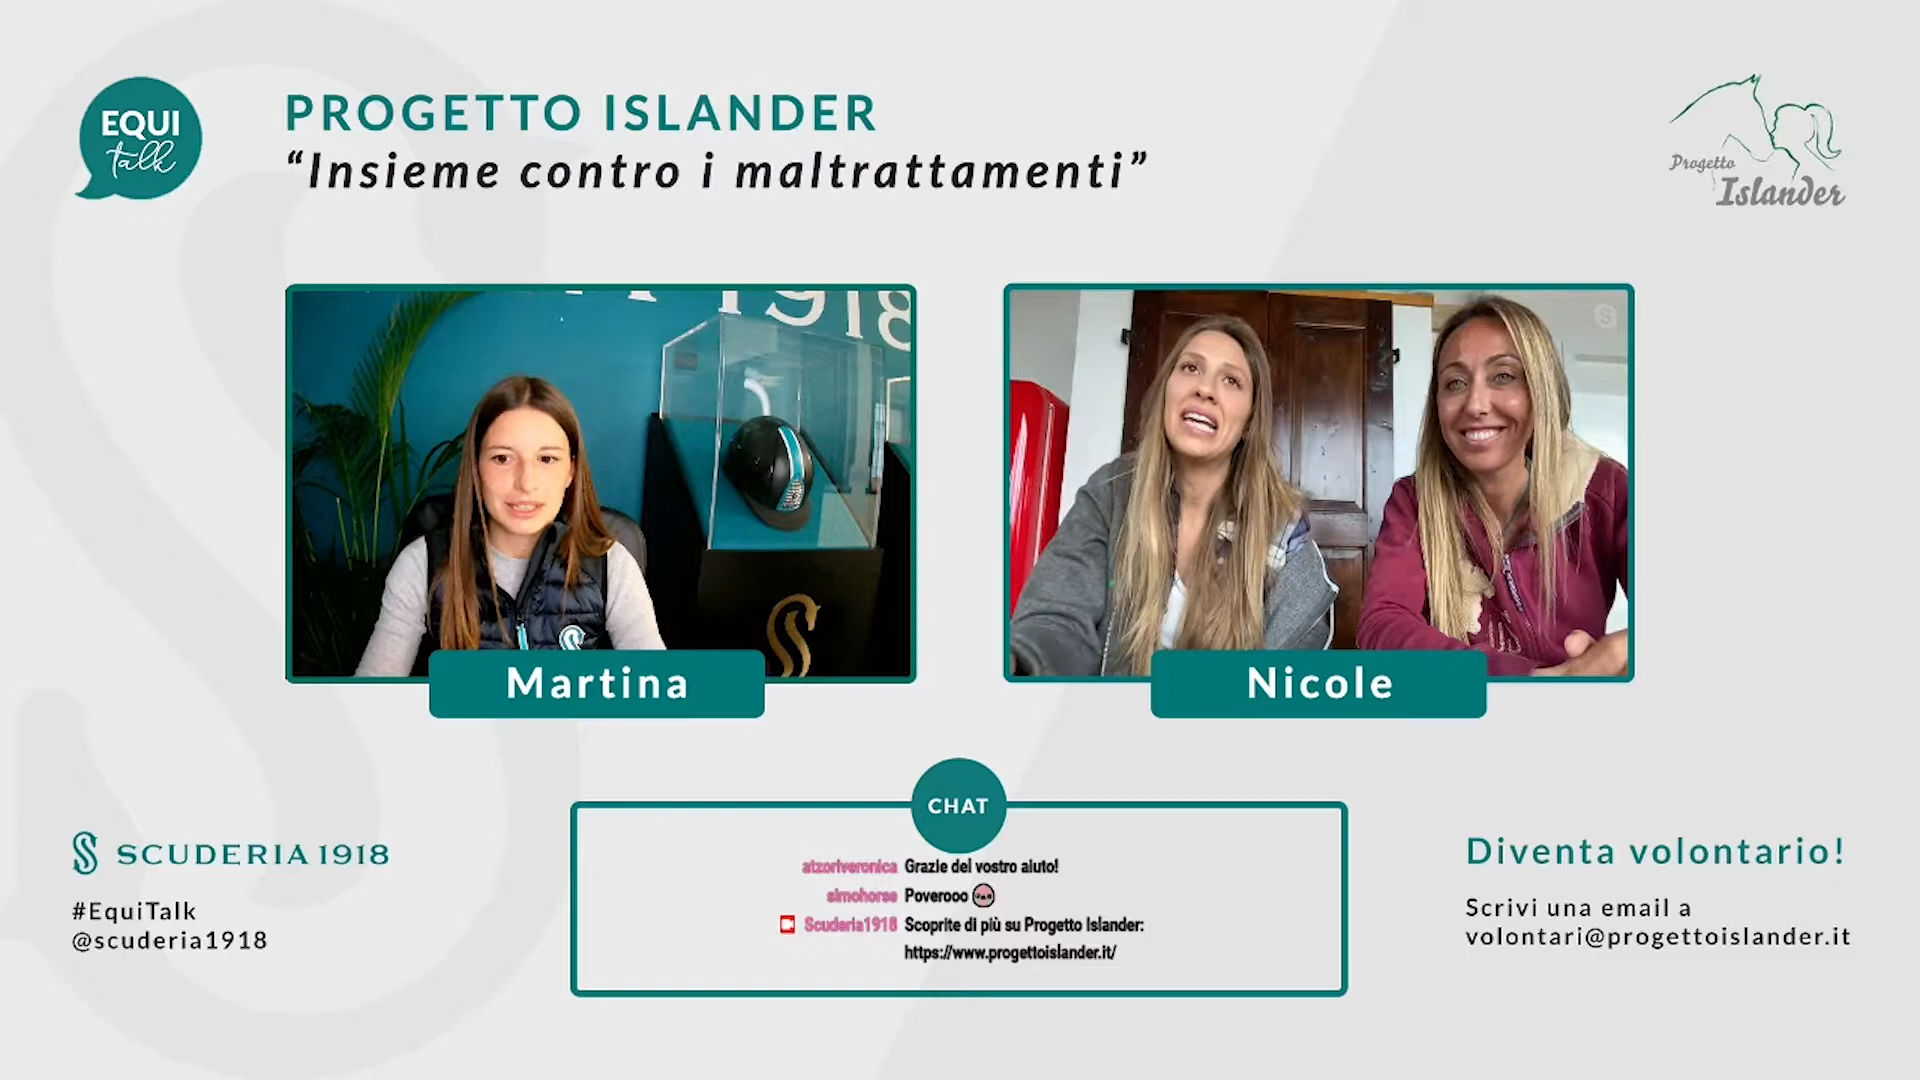 EQUI
talk
PROGETTO ISLANDER
“Insieme contro i maltrattamenti”
Progetto
Islander
1918
Martina
Nicole
CHAT
atzoriveronica Grazie del vostro aiuto!
simohorse Poverooo
Scuderia1918 Scoprite di più su Progetto Islander:
https://www.progettoislander.it/
SCUDERIA 1918
#EquiTalk
@scuderia1918
Diventa volontario!
Scrivi una email a
volontari@progettoislander.it